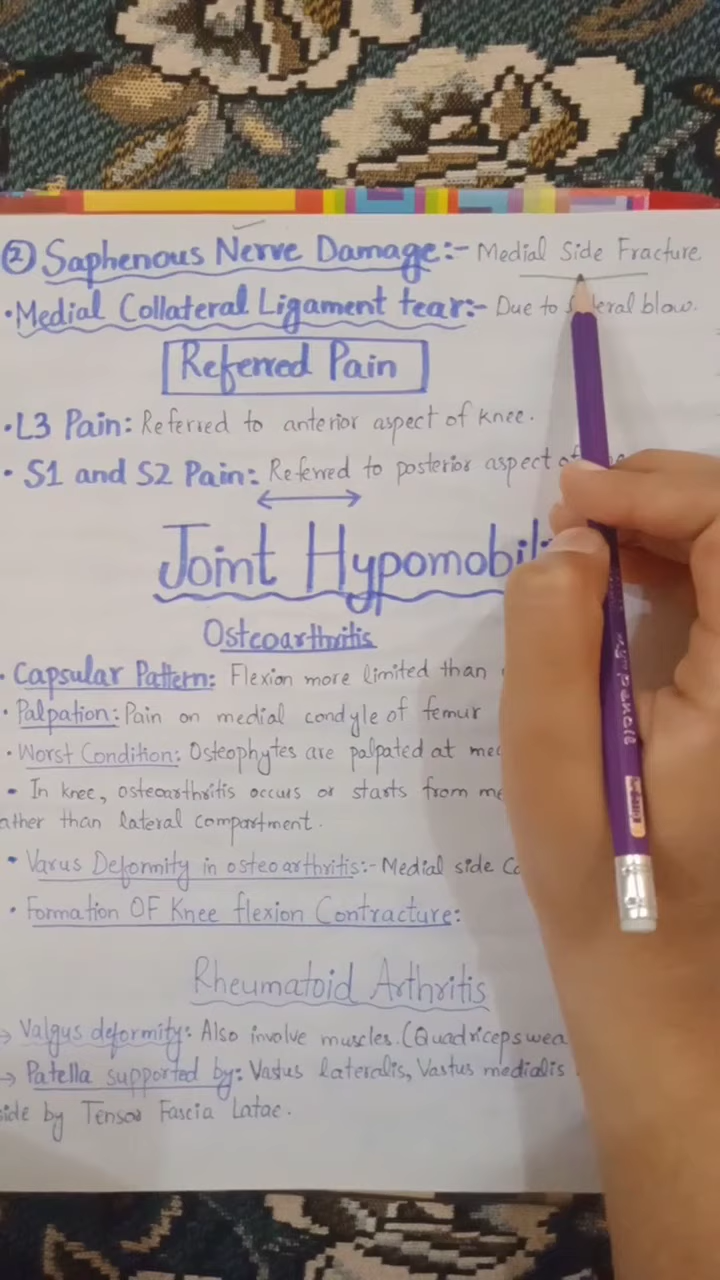 ② Saphenous Nerve Damage:- Medial Side Fracture
• Medial Collateral Ligament tear:- Due to blow.
Referred Pain
• L3 Pain: Referred to anterior aspect of knee.
• S1 and S2 Pain: Referred to posterior aspect of
Joint
Osteoarthritis
• Capsular Pattern: Flexion more limited than
• Palpation: Pain on medial condyle of femur
• Worst Condition: Osteophytes are palpated at
• In knee, osteoarthritis occurs or starts from
than lateral compartment.
• Varus Deformity in osteoarthritis:- Medial side
• Formation OF Knee flexion Contracture:
Rheumatoid Arthritis
→ Valgus deformity: Also involve muscles. (Quadriceps
→ Patella supported by: Vastus lateralis, Vastus medialis
by Tensor Fascia Latae.